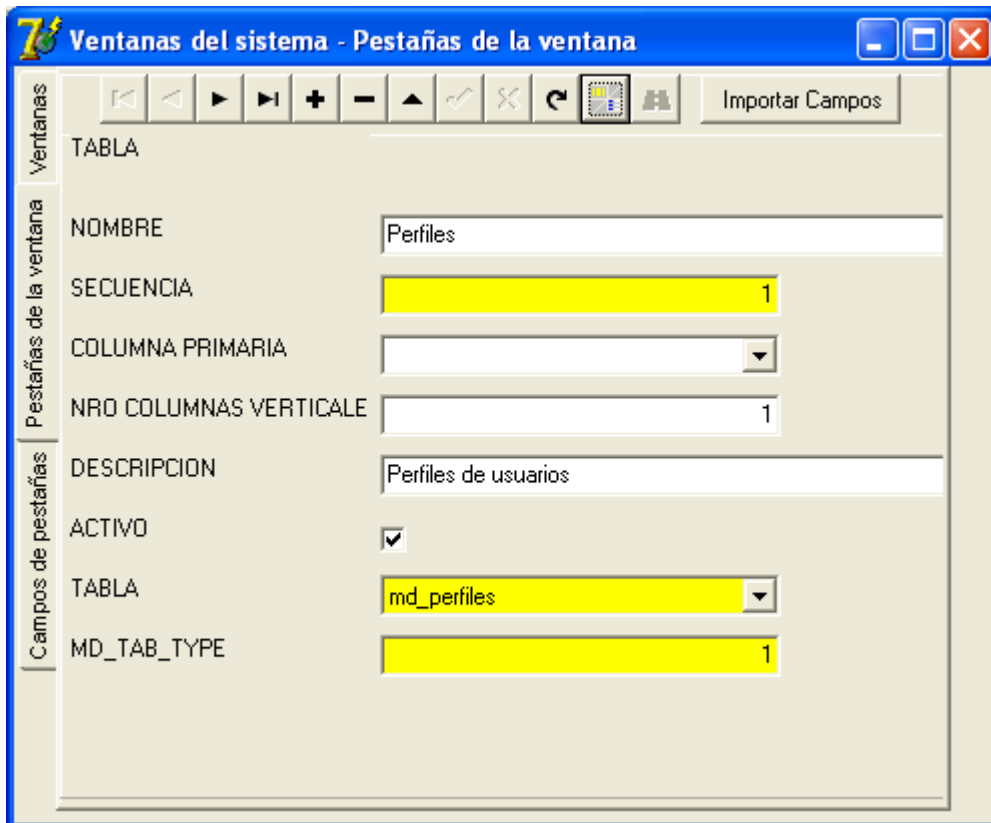 Ventanas del sistema - Pestañas de la ventana
Ventanas
Pestañas de la ventana
Campos de pestañas
Importar Campos
TABLA
NOMBRE Perfiles
SECUENCIA 1
COLUMNA PRIMARIA
NRO COLUMNAS VERTICALE 1
DESCRIPCION Perfiles de usuarios
ACTIVO
TABLA md_perfiles
MD_TAB_TYPE 1